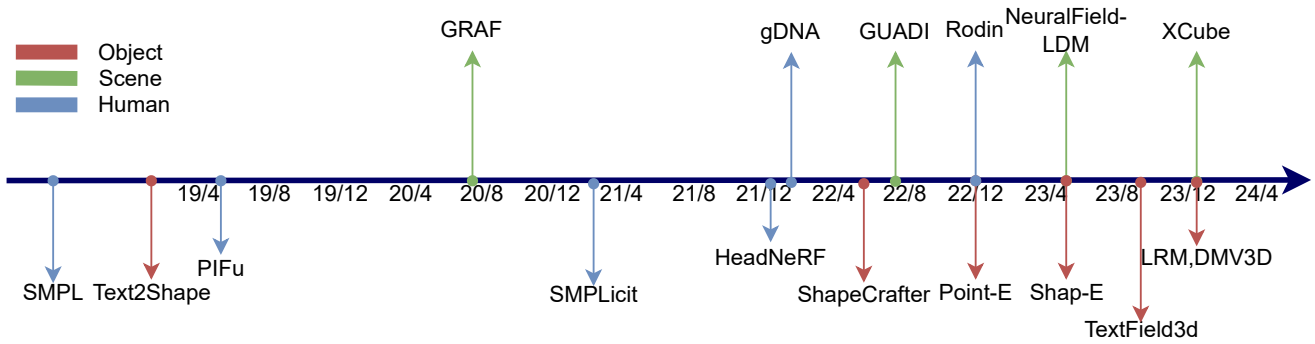 GRAF
gDNA
GUADI
Rodin
NeuralField-
LDM
XCube
Object
Scene
Human
19/4
19/8
19/12
20/4
20/8
20/12
21/4
21/8
21/12
22/4
22/8
22/12
23/4
23/8
23/12
24/4
SMPL
Text2Shape
PIFu
SMPLicit
HeadNeRF
ShapeCrafter
Point-E
Shap-E
TextField3d
LRM,DMV3D